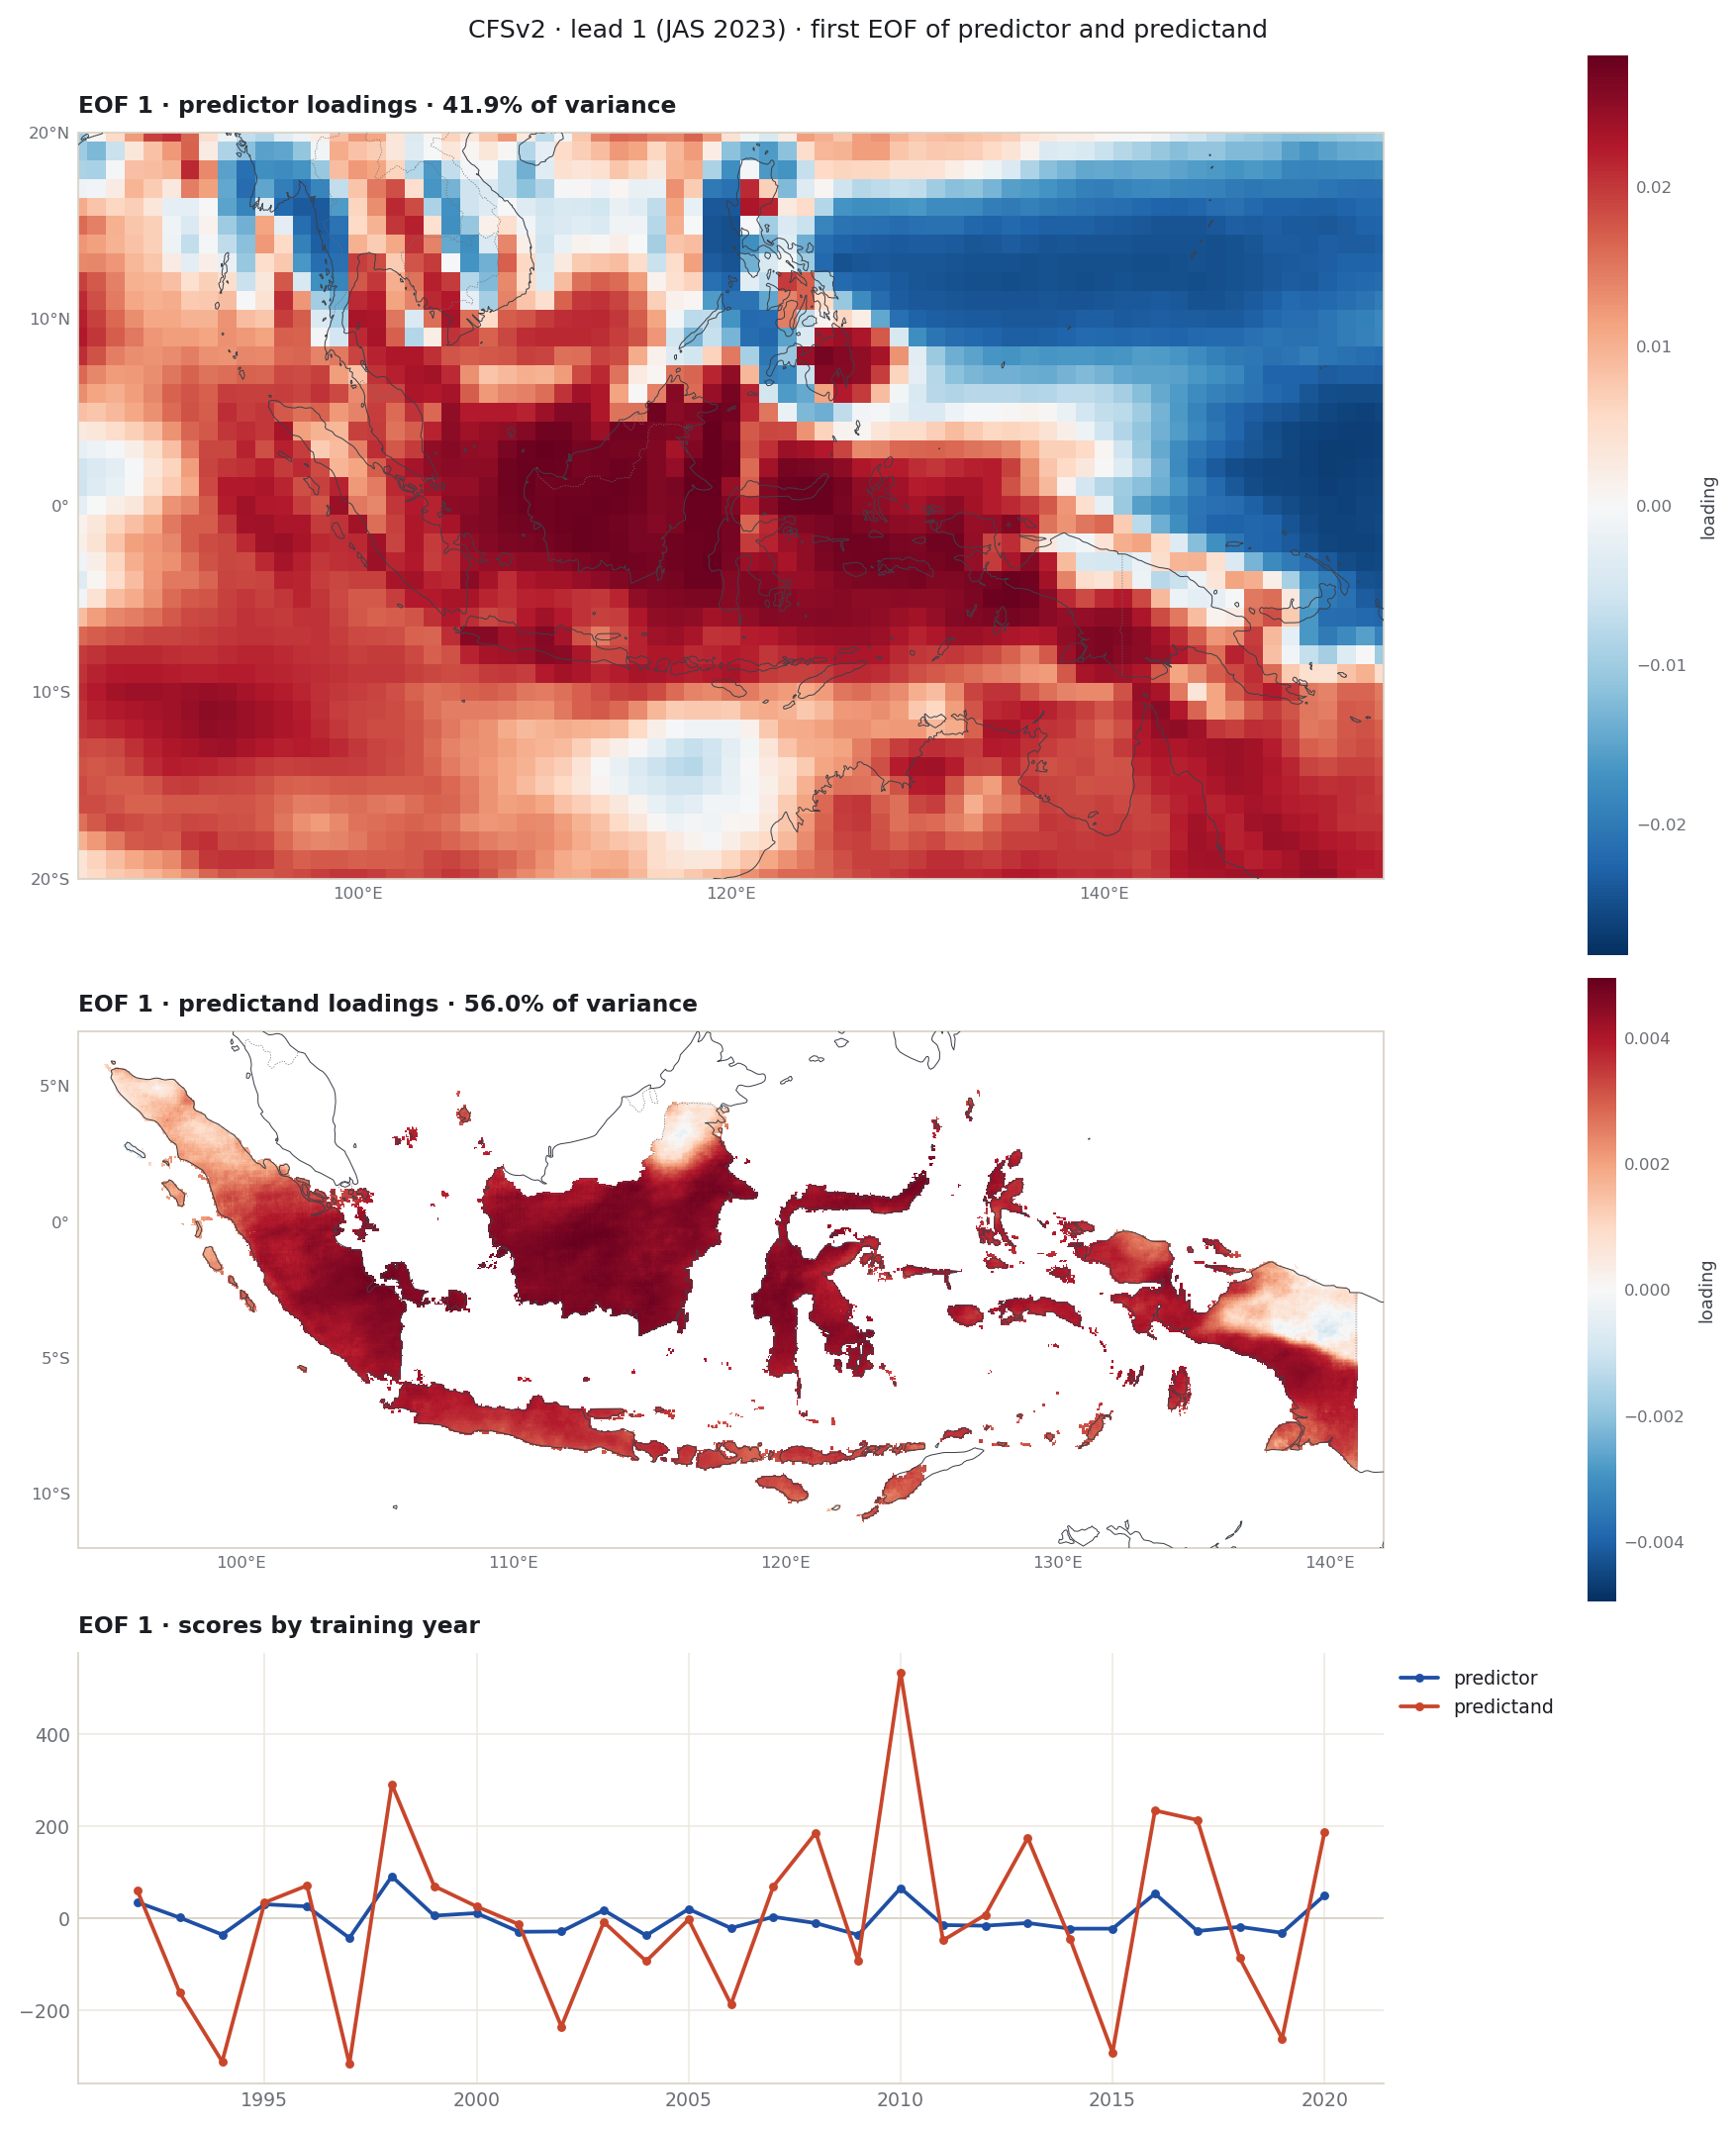 CFSv2 · lead 1 (JAS 2023) · first EOF of predictor and predictand
EOF 1 · predictor loadings · 41.9% of variance
20°N
10°N
0°
10°S
20°S
100°E
120°E
140°E
0.02
0.01
0.00
−0.01
−0.02
loading
EOF 1 · predictand loadings · 56.0% of variance
5°N
0°
5°S
10°S
100°E
110°E
120°E
130°E
140°E
0.004
0.002
0.000
−0.002
−0.004
loading
EOF 1 · scores by training year
predictor
predictand
400
200
0
−200
1995
2000
2005
2010
2015
2020